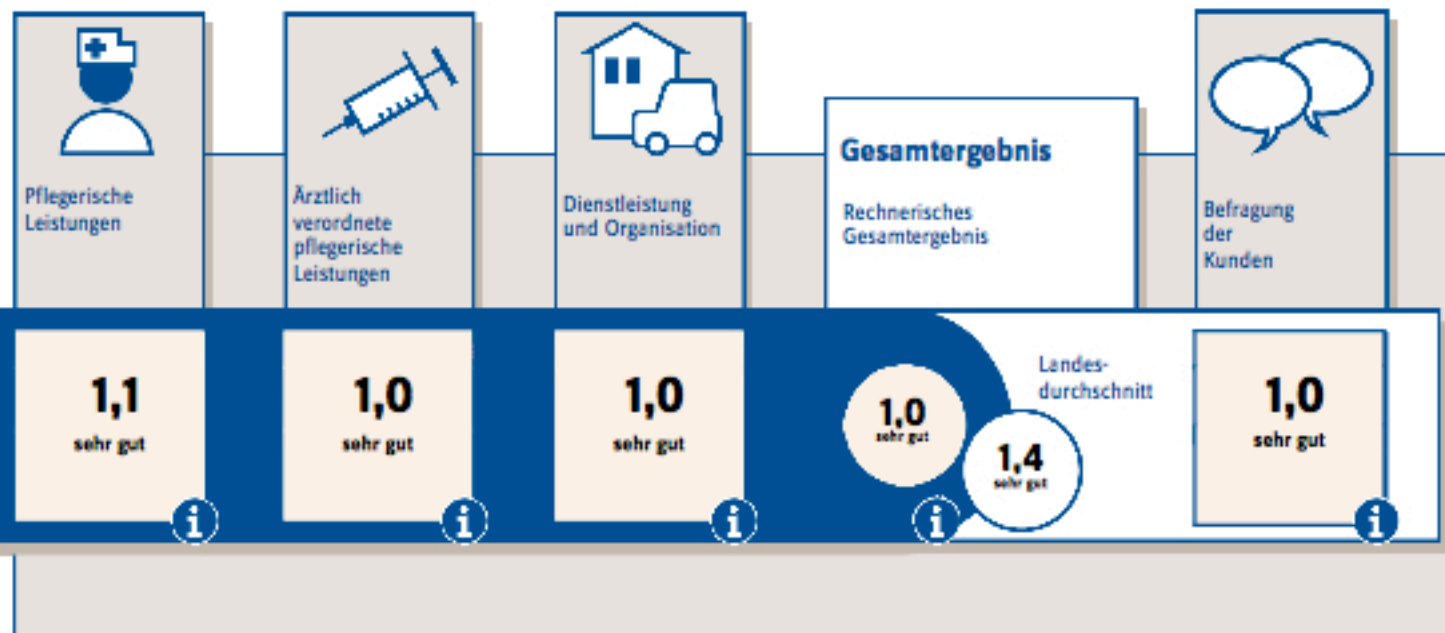 Pflegerische
Leistungen
Ärztlich
verordnete
pflegerische
Leistungen
Dienstleistung
und Organisation
Gesamtergebnis
Rechnerisches
Gesamtergebnis
Befragung
der
Kunden
1,1
sehr gut
i
1,0
sehr gut
i
1,0
sehr gut
i
1,0
sehr gut
i
Landes-
durchschnitt
1,4
sehr gut
1,0
sehr gut
i